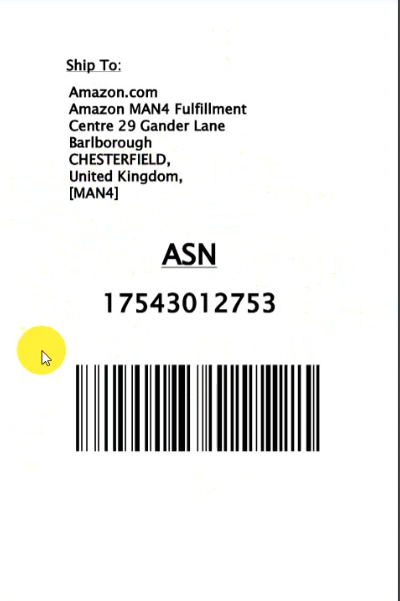 Ship To:
Amazon.com
Amazon MAN4 Fulfillment
Centre 29 Gander Lane
Barlborough
CHESTERFIELD,
United Kingdom,
[MAN4]
ASN
17543012753